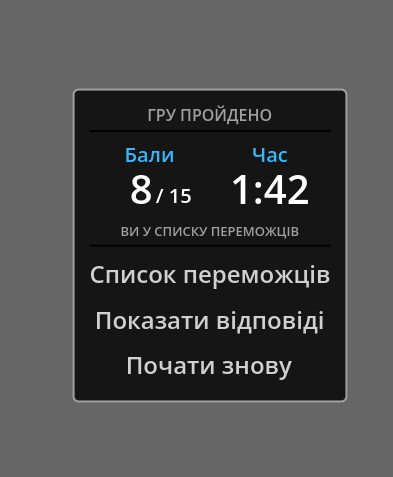 ГРУ ПРОЙДЕНО
Бали Час
8 / 15 1:42
ВИ У СПИСКУ ПЕРЕМОЖЦІВ
Список переможців
Показати відповіді
Почати знову